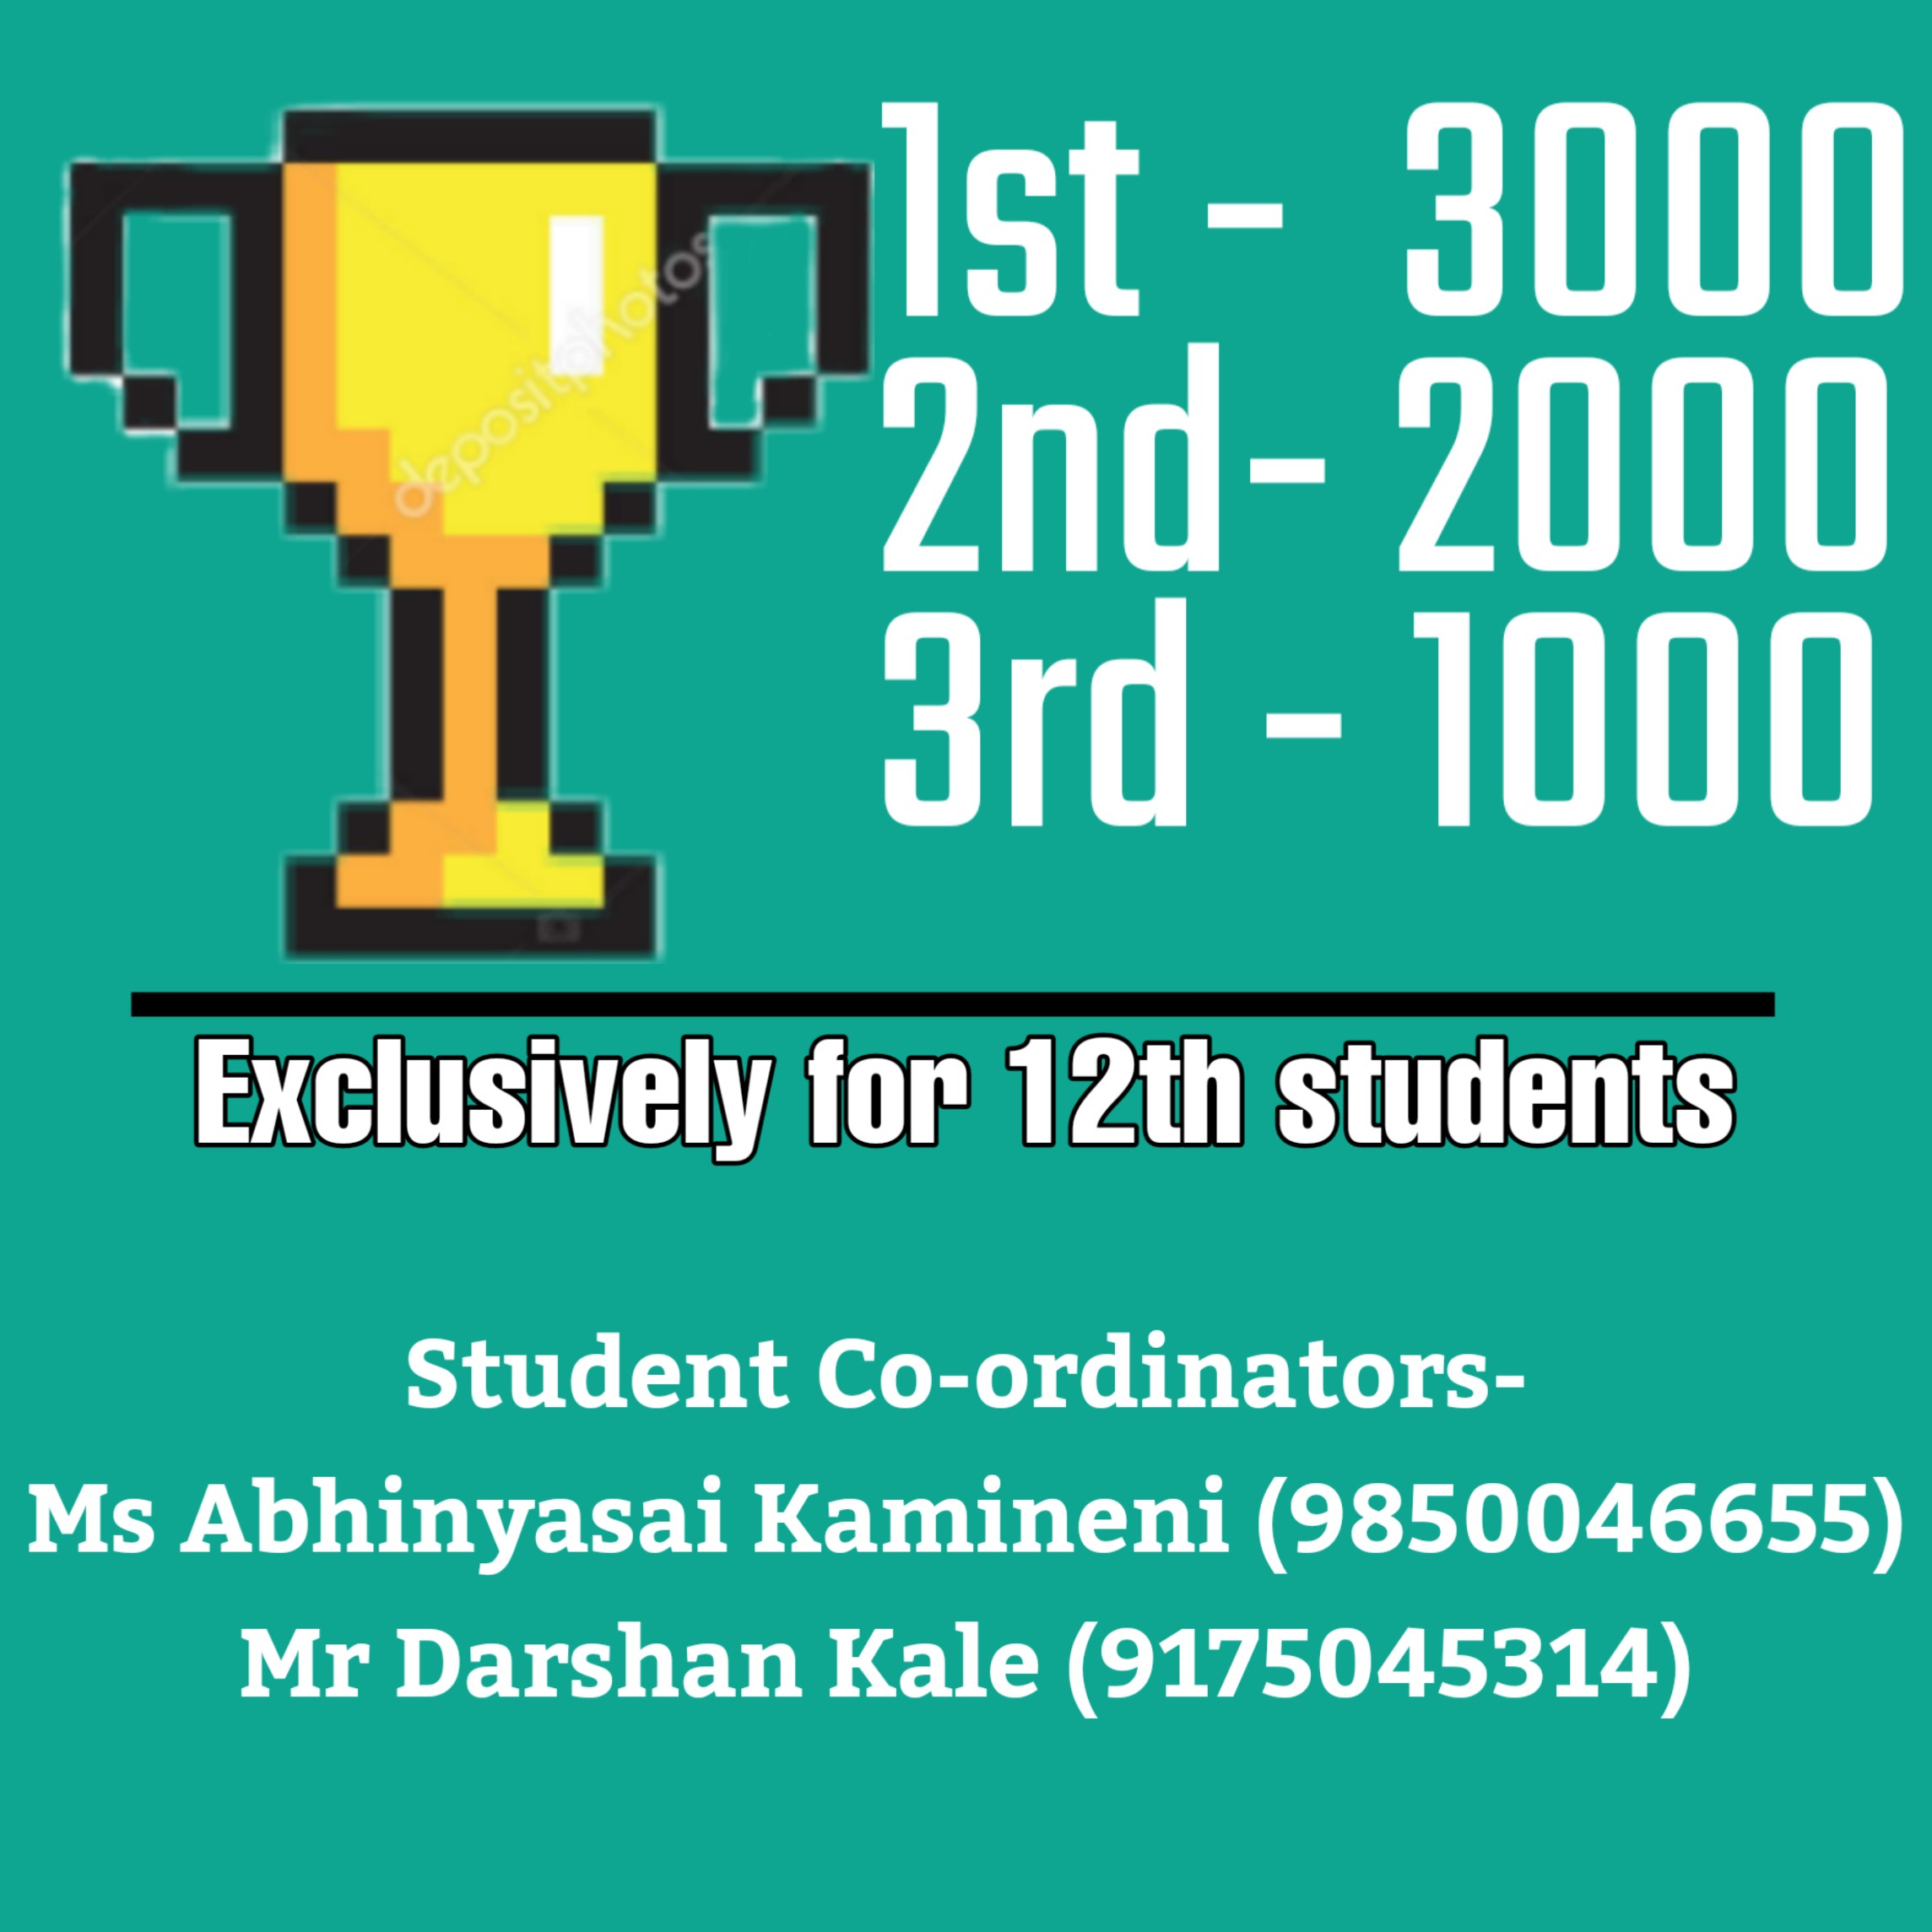 1st - 3000
2nd- 2000
3rd - 1000
depositphotos
Exclusively for 12th students
Student Co-ordinators-
Ms Abhinyasai Kamineni (9850046655)
Mr Darshan Kale (9175045314)